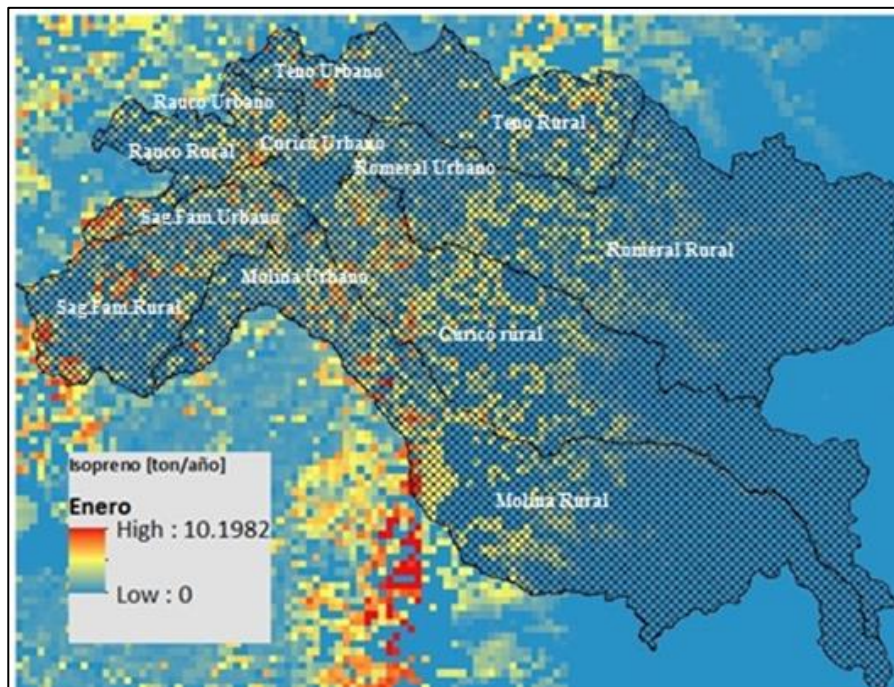 Teno Urbano
Rauco Urbano
Teno Rural
Curicó Urbano
Rauco Rural
Romeral Urbano
Sag.Fam.Urbano
Romeral Rural
Molina Urbano
Sag.Fam.Rural
Curicó rural
Molina Rural
Isopreno [ton/año]
Enero
High : 10.1982
Low : 0